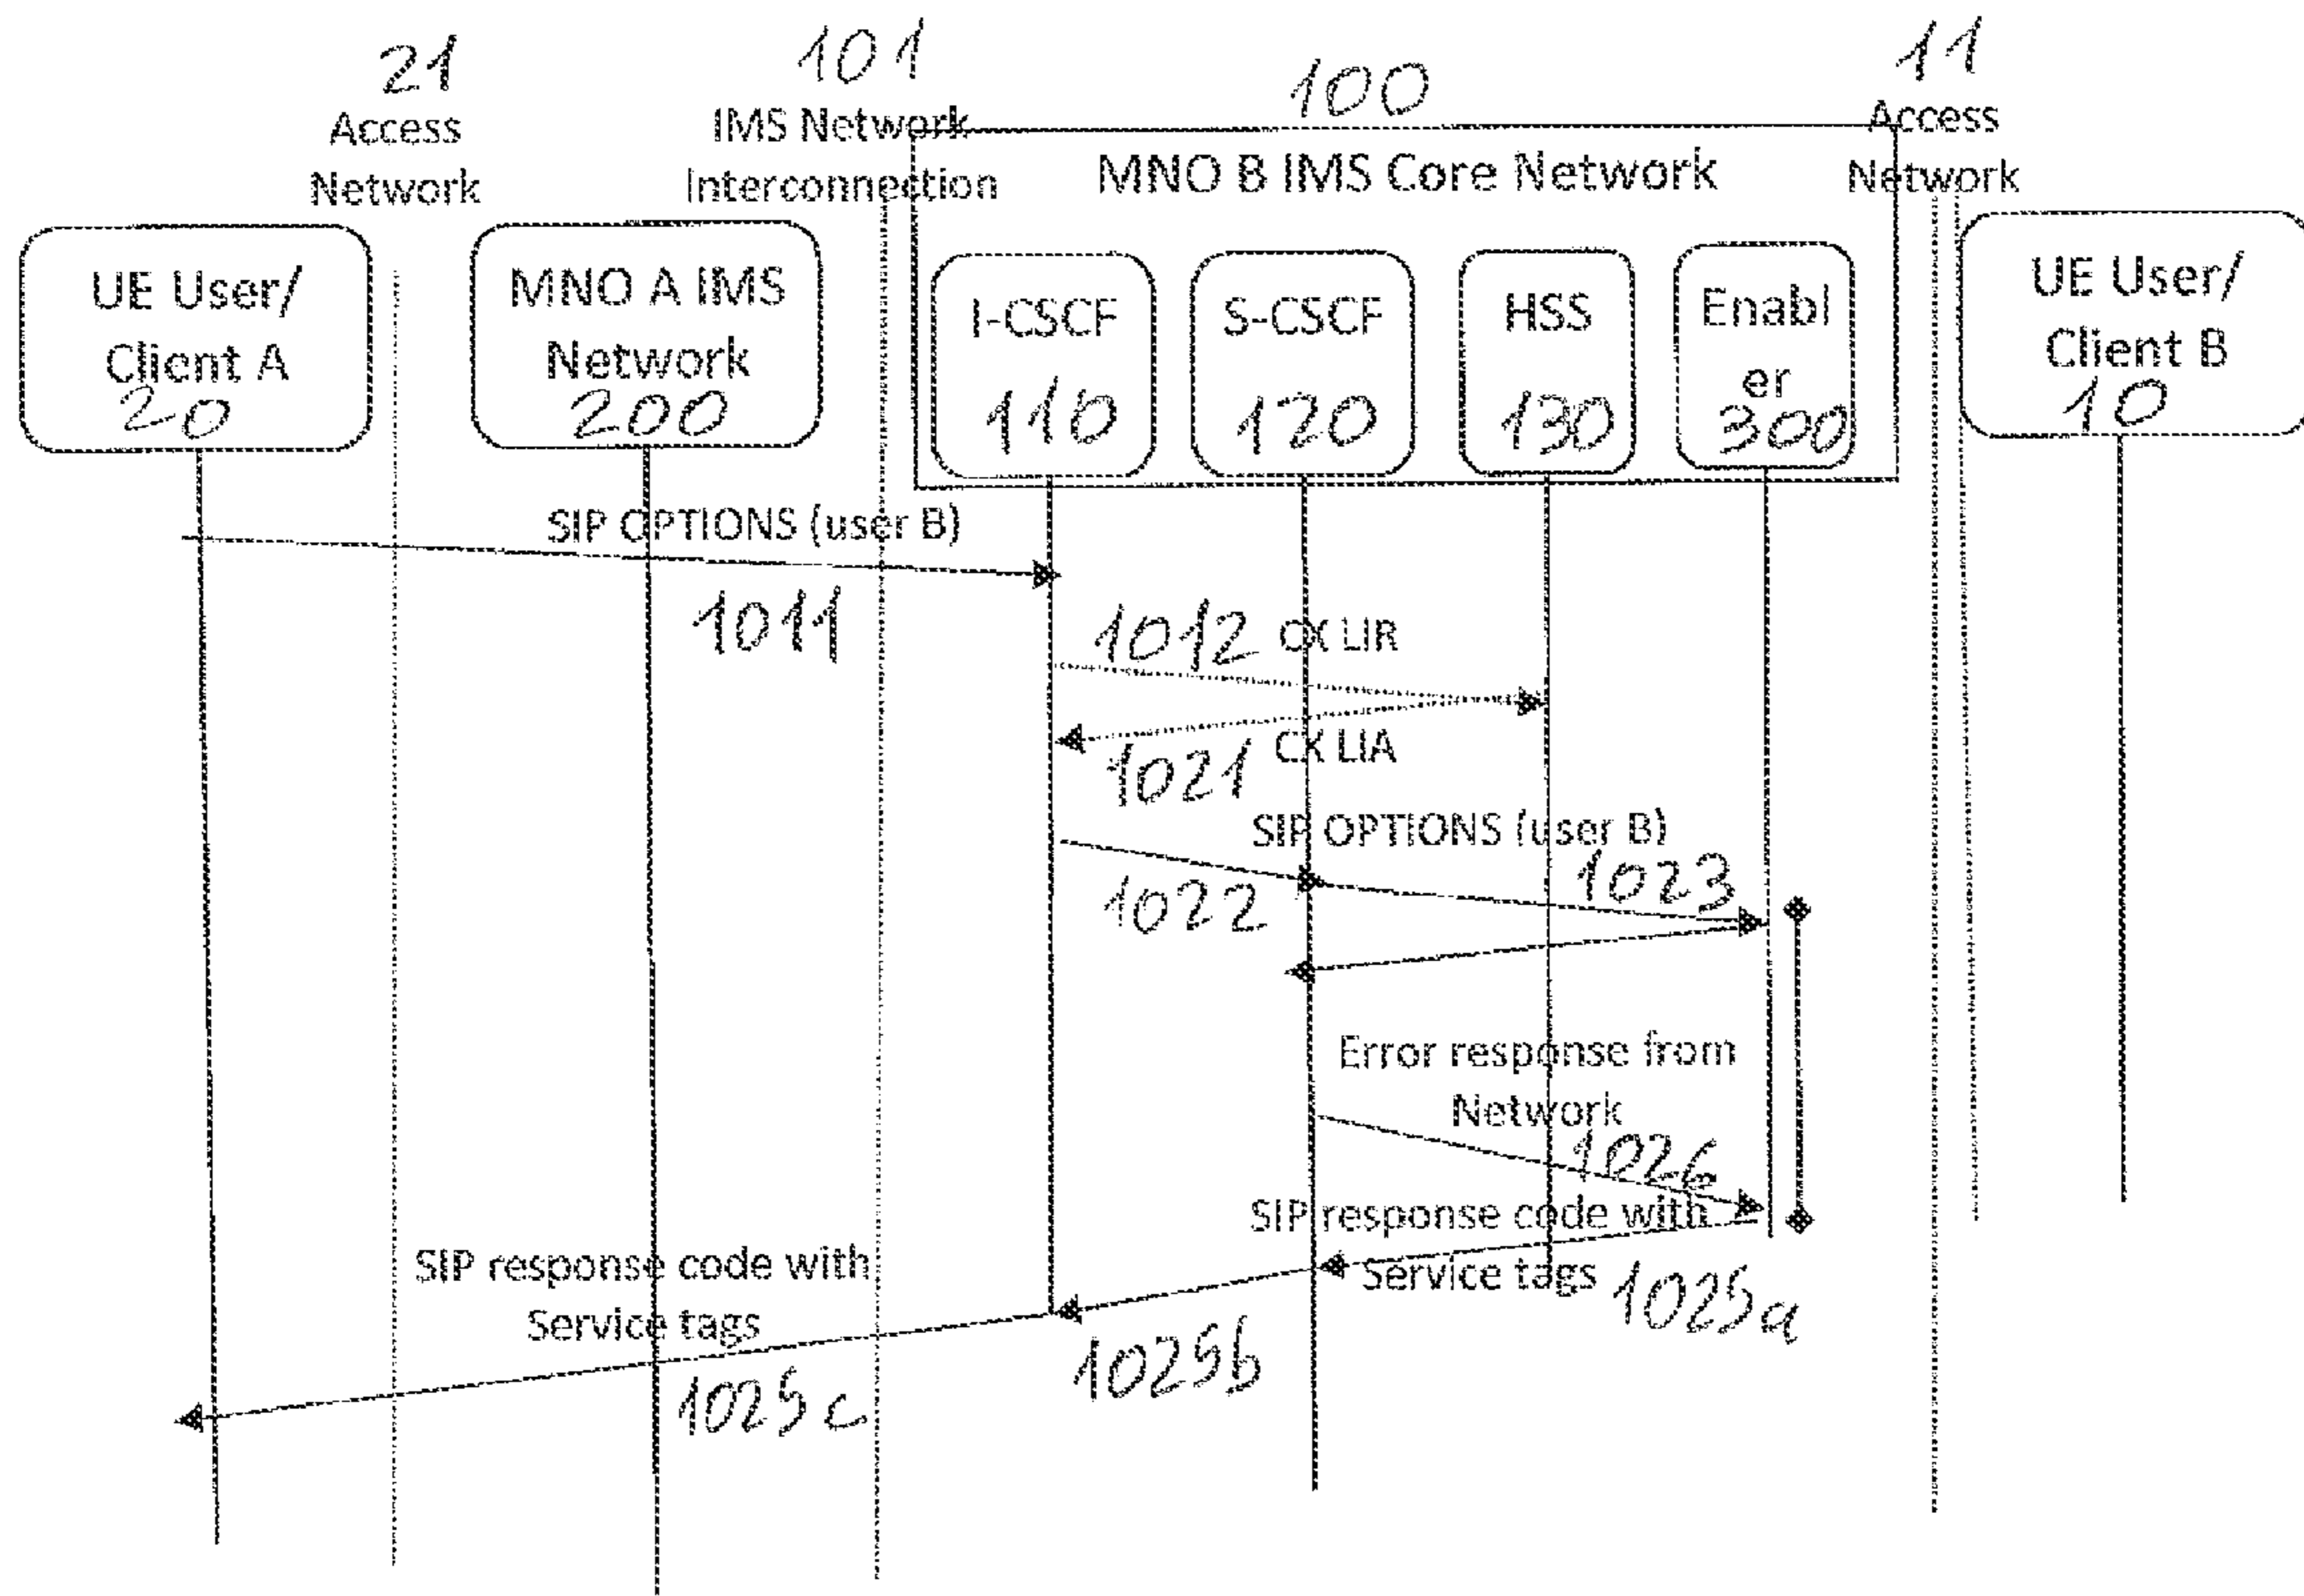 21
Access
Network
101
IMS Network
Interconnection
100
MNO B IMS Core Network
11
Access
Network
UE User/
Client A
20
MNO A IMS
Network
200
I-CSCF
110
S-CSCF
120
HSS
130
Enabl
er
300
UE User/
Client B
10
SIP OPTIONS (user B)
1011
1012 CX LIR
1021 CX LIA
SIP OPTIONS (user B)
1022
1023
Error response from
Network
1026
SIP response code with
Service tags
1025a
SIP response code with
Service tags
1025b
1025c